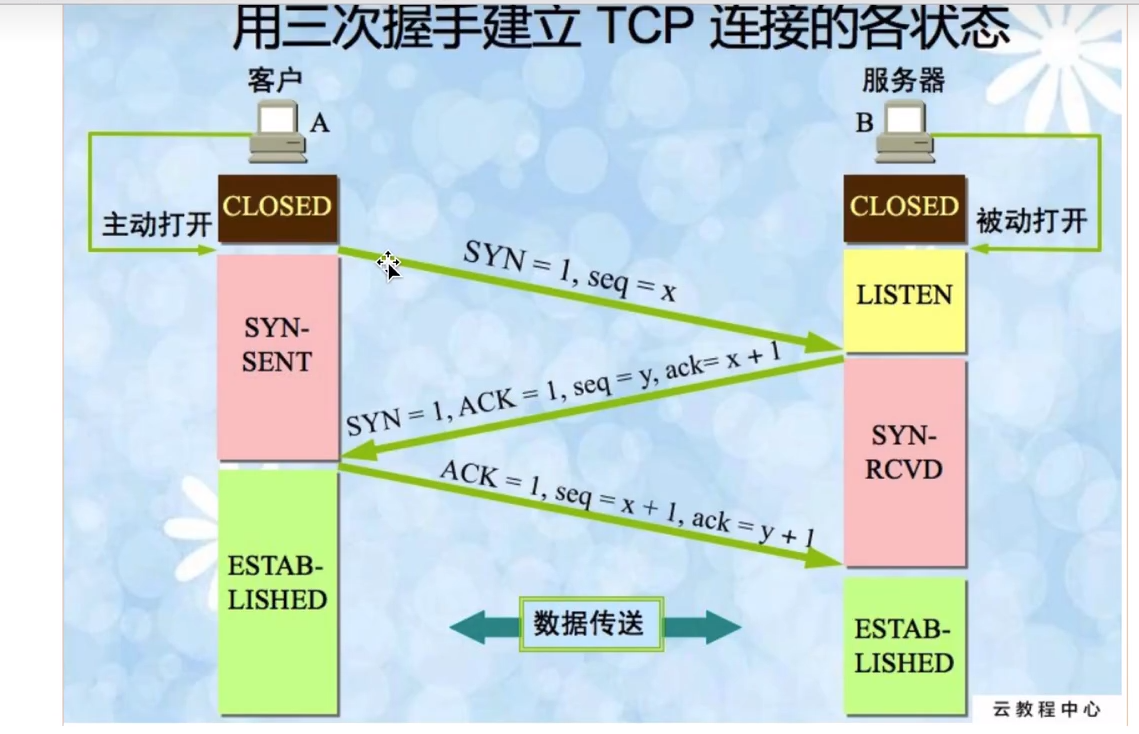 用三次握手建立 TCP 连接的各状态
客户
服务器
A
B
CLOSED
CLOSED
主动打开
被动打开
SYN = 1, seq = x
LISTEN
SYN-
SENT
SYN = 1, ACK = 1, seq = y, ack= x + 1
SYN-
RCVD
ACK = 1, seq = x + 1, ack = y + 1
ESTAB-
LISHED
数据传送
ESTAB-
LISHED
云教程中心